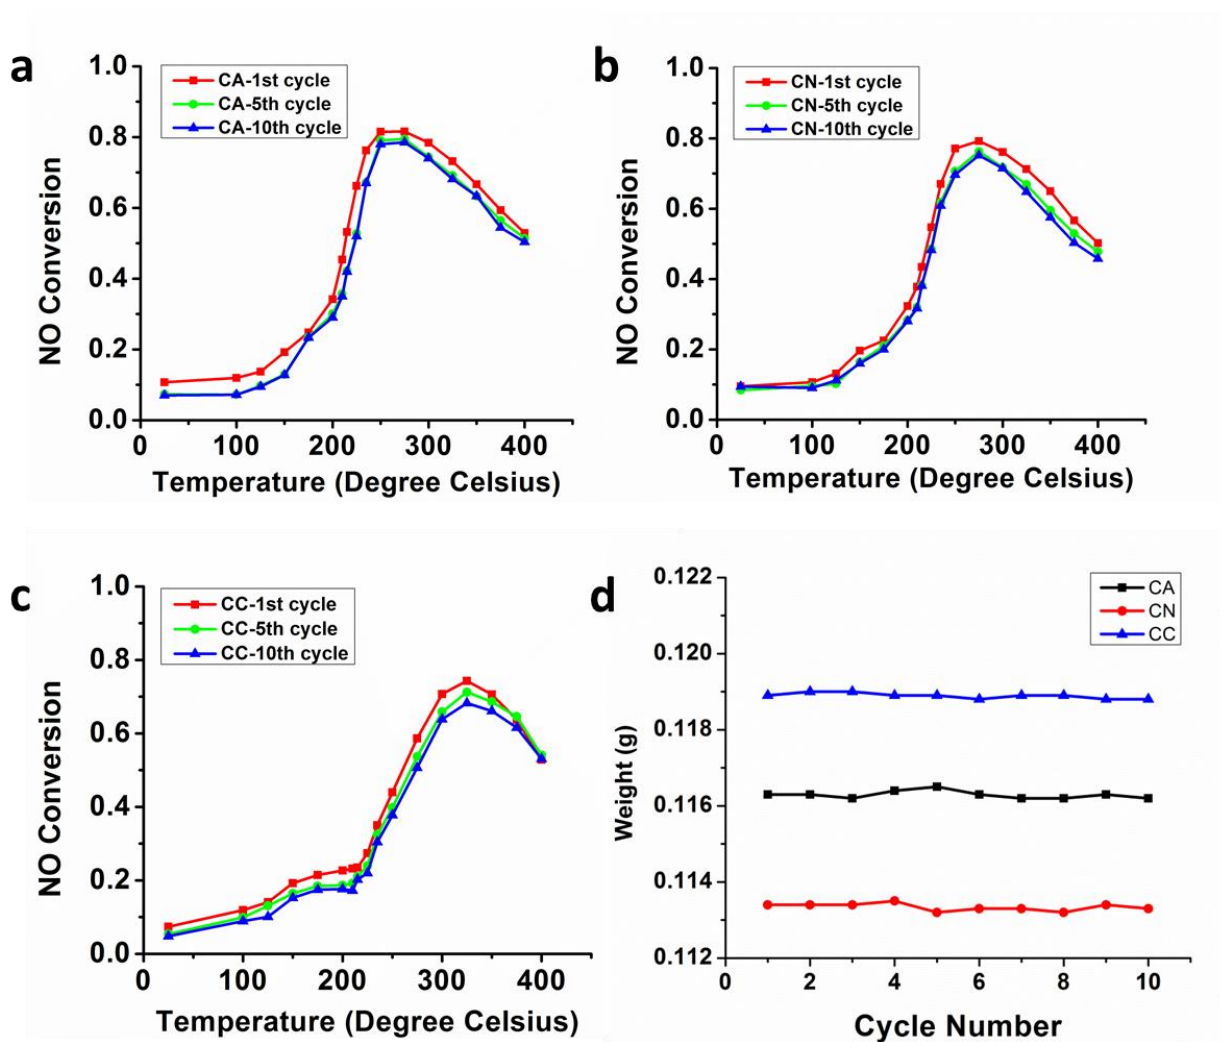 a
1.0
0.8
0.6
0.4
0.2
0.0
NO Conversion
CA-1st cycle
CA-5th cycle
CA-10th cycle
0 100 200 300 400
Temperature (Degree Celsius)
b
1.0
0.8
0.6
0.4
0.2
0.0
NO Conversion
CN-1st cycle
CN-5th cycle
CN-10th cycle
0 100 200 300 400
Temperature (Degree Celsius)
c
1.0
0.8
0.6
0.4
0.2
0.0
NO Conversion
CC-1st cycle
CC-5th cycle
CC-10th cycle
0 100 200 300 400
Temperature (Degree Celsius)
d
0.122
0.120
0.118
0.116
0.114
0.112
Weight (g)
CA
CN
CC
0 2 4 6 8 10
Cycle Number